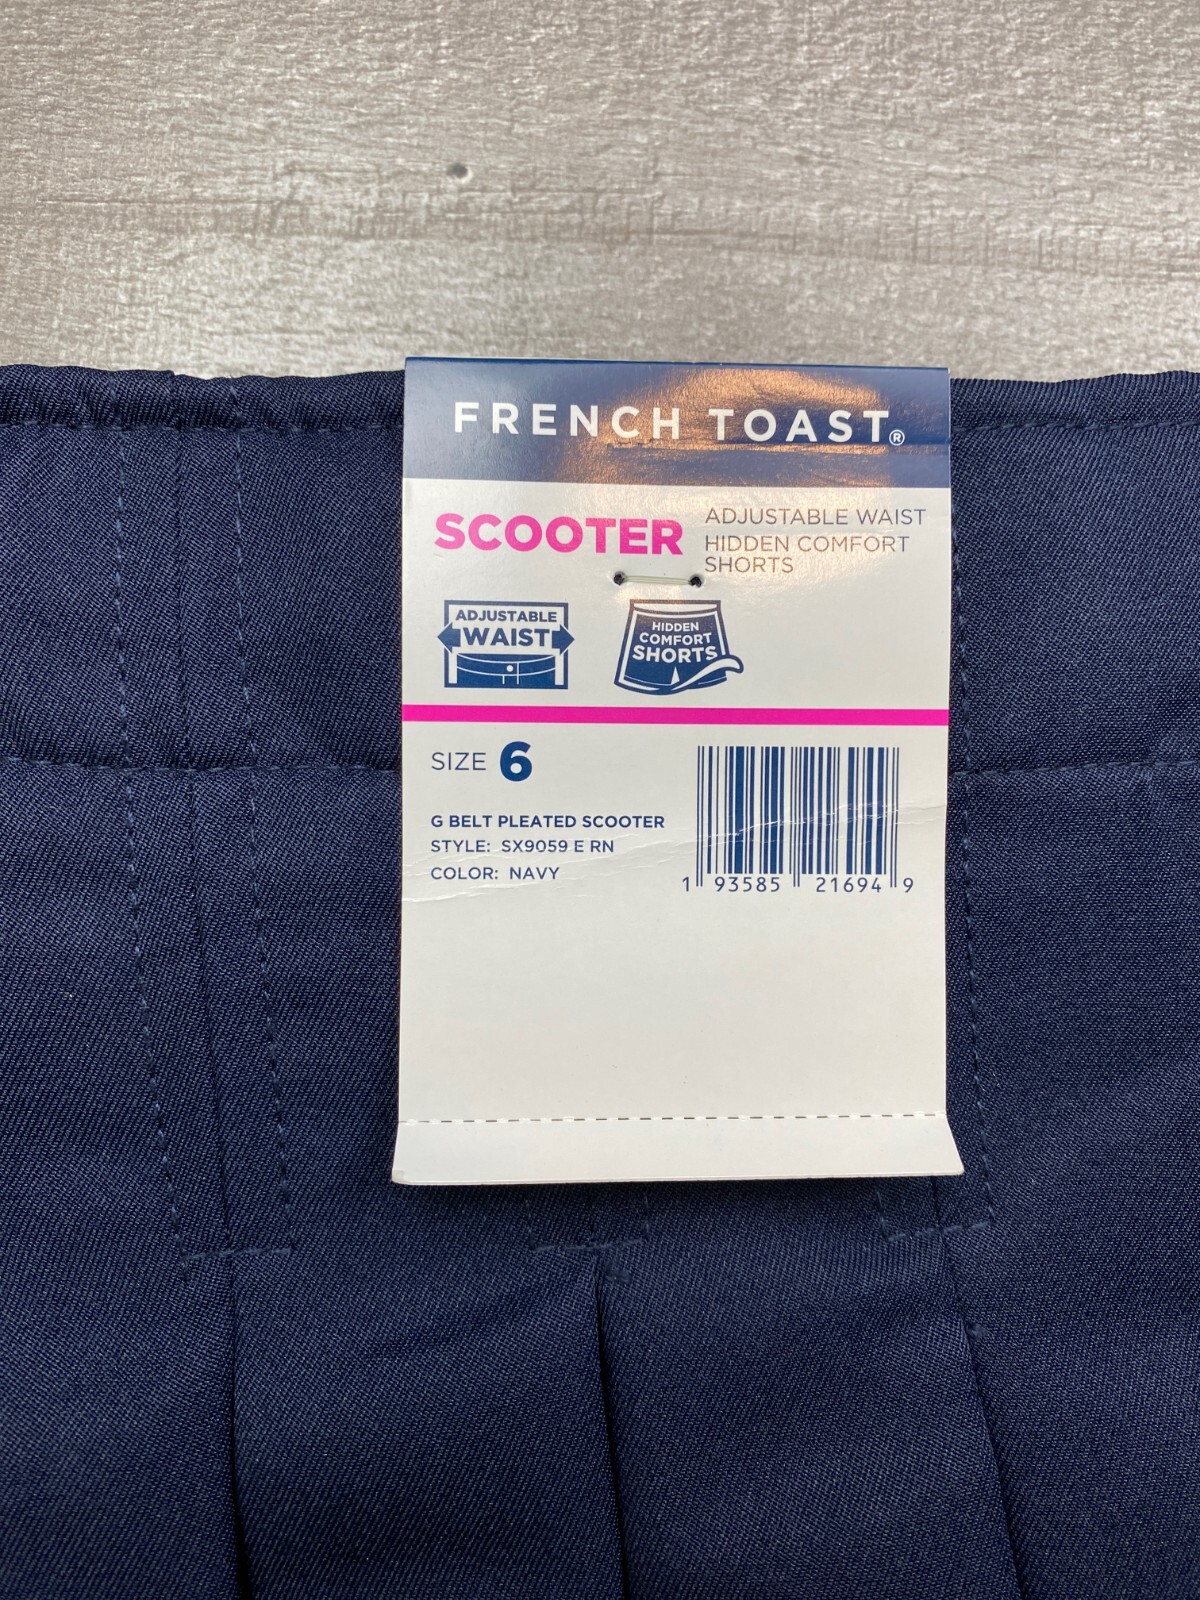 FRENCH TOAST®
SCOOTER
ADJUSTABLE WAIST
HIDDEN COMFORT
SHORTS
ADJUSTABLE
WAIST
HIDDEN
COMFORT
SHORTS
SIZE 6
G BELT PLEATED SCOOTER
STYLE: SX9059 E RN
COLOR: NAVY
1 93585 21694 9